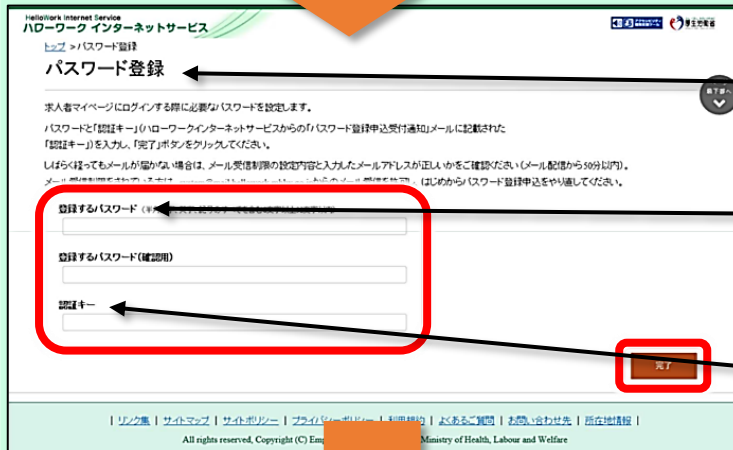 HelloWork Internet Service
ハローワーク インターネットサービス
厚生労働省
トップ > パスワード登録
パスワード登録
求人者マイページにログインする際に必要なパスワードを設定します。
パスワードと「認証キー」(ハローワークインターネットサービスからの「パスワード登録申込受付通知」メールに記載された
「認証キー」)を入力し、「完了」ボタンをクリックしてください。
しばらく経ってもメールが届かない場合は、メール受信制限の設定内容と入力したメールアドレスが正しいかをご確認ください(メール配信から50分以内)。
はじめからパスワード登録申込をやり直してください。
最下部へ
登録するパスワード
登録するパスワード(確認用)
認証キー
完了
| リンク集 | サイトマップ | サイトポリシー | プライバシーポリシー | 利用規約 | よくあるご質問 | お問い合わせ先 | 所在地情報 |
All rights reserved, Copyright (C) Ministry of Health, Labour and Welfare